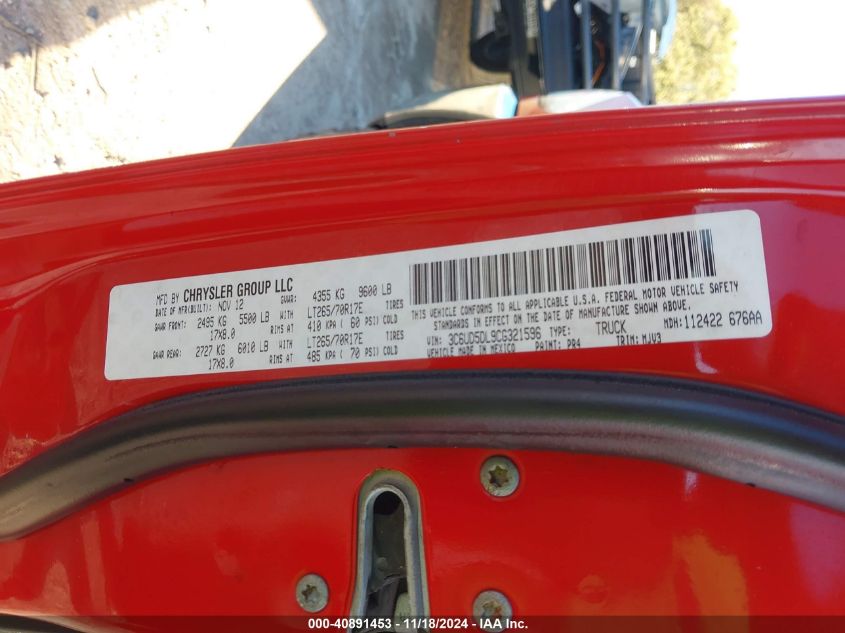 MFD BY CHRYSLER GROUP LLC
DATE OF MFR(BUILT): NOV 12 GVWR: 4355 KG 9600 LB
GAWR FRONT: 2495 KG 5500 LB WITH LT265/70R17E TIRES
17X8.0 RIMS AT 410 KPA( 60 PSI) COLD
GAWR REAR: 2727 KG 6010 LB WITH LT265/70R17E TIRES
17X8.0 RIMS AT 485 KPA( 70 PSI) COLD
THIS VEHICLE CONFORMS TO ALL APPLICABLE U.S.A. FEDERAL MOTOR VEHICLE SAFETY
STANDARDS IN EFFECT ON THE DATE OF MANUFACTURE SHOWN ABOVE.
VIN: 3C6UD5DL9CG321596 TYPE: TRUCK MDH: 112422 676AA
VEHICLE MADE IN MEXICO PAINT: PR4 TRIM: MJV3
000-40891453 - 11/18/2024 - IAA Inc.